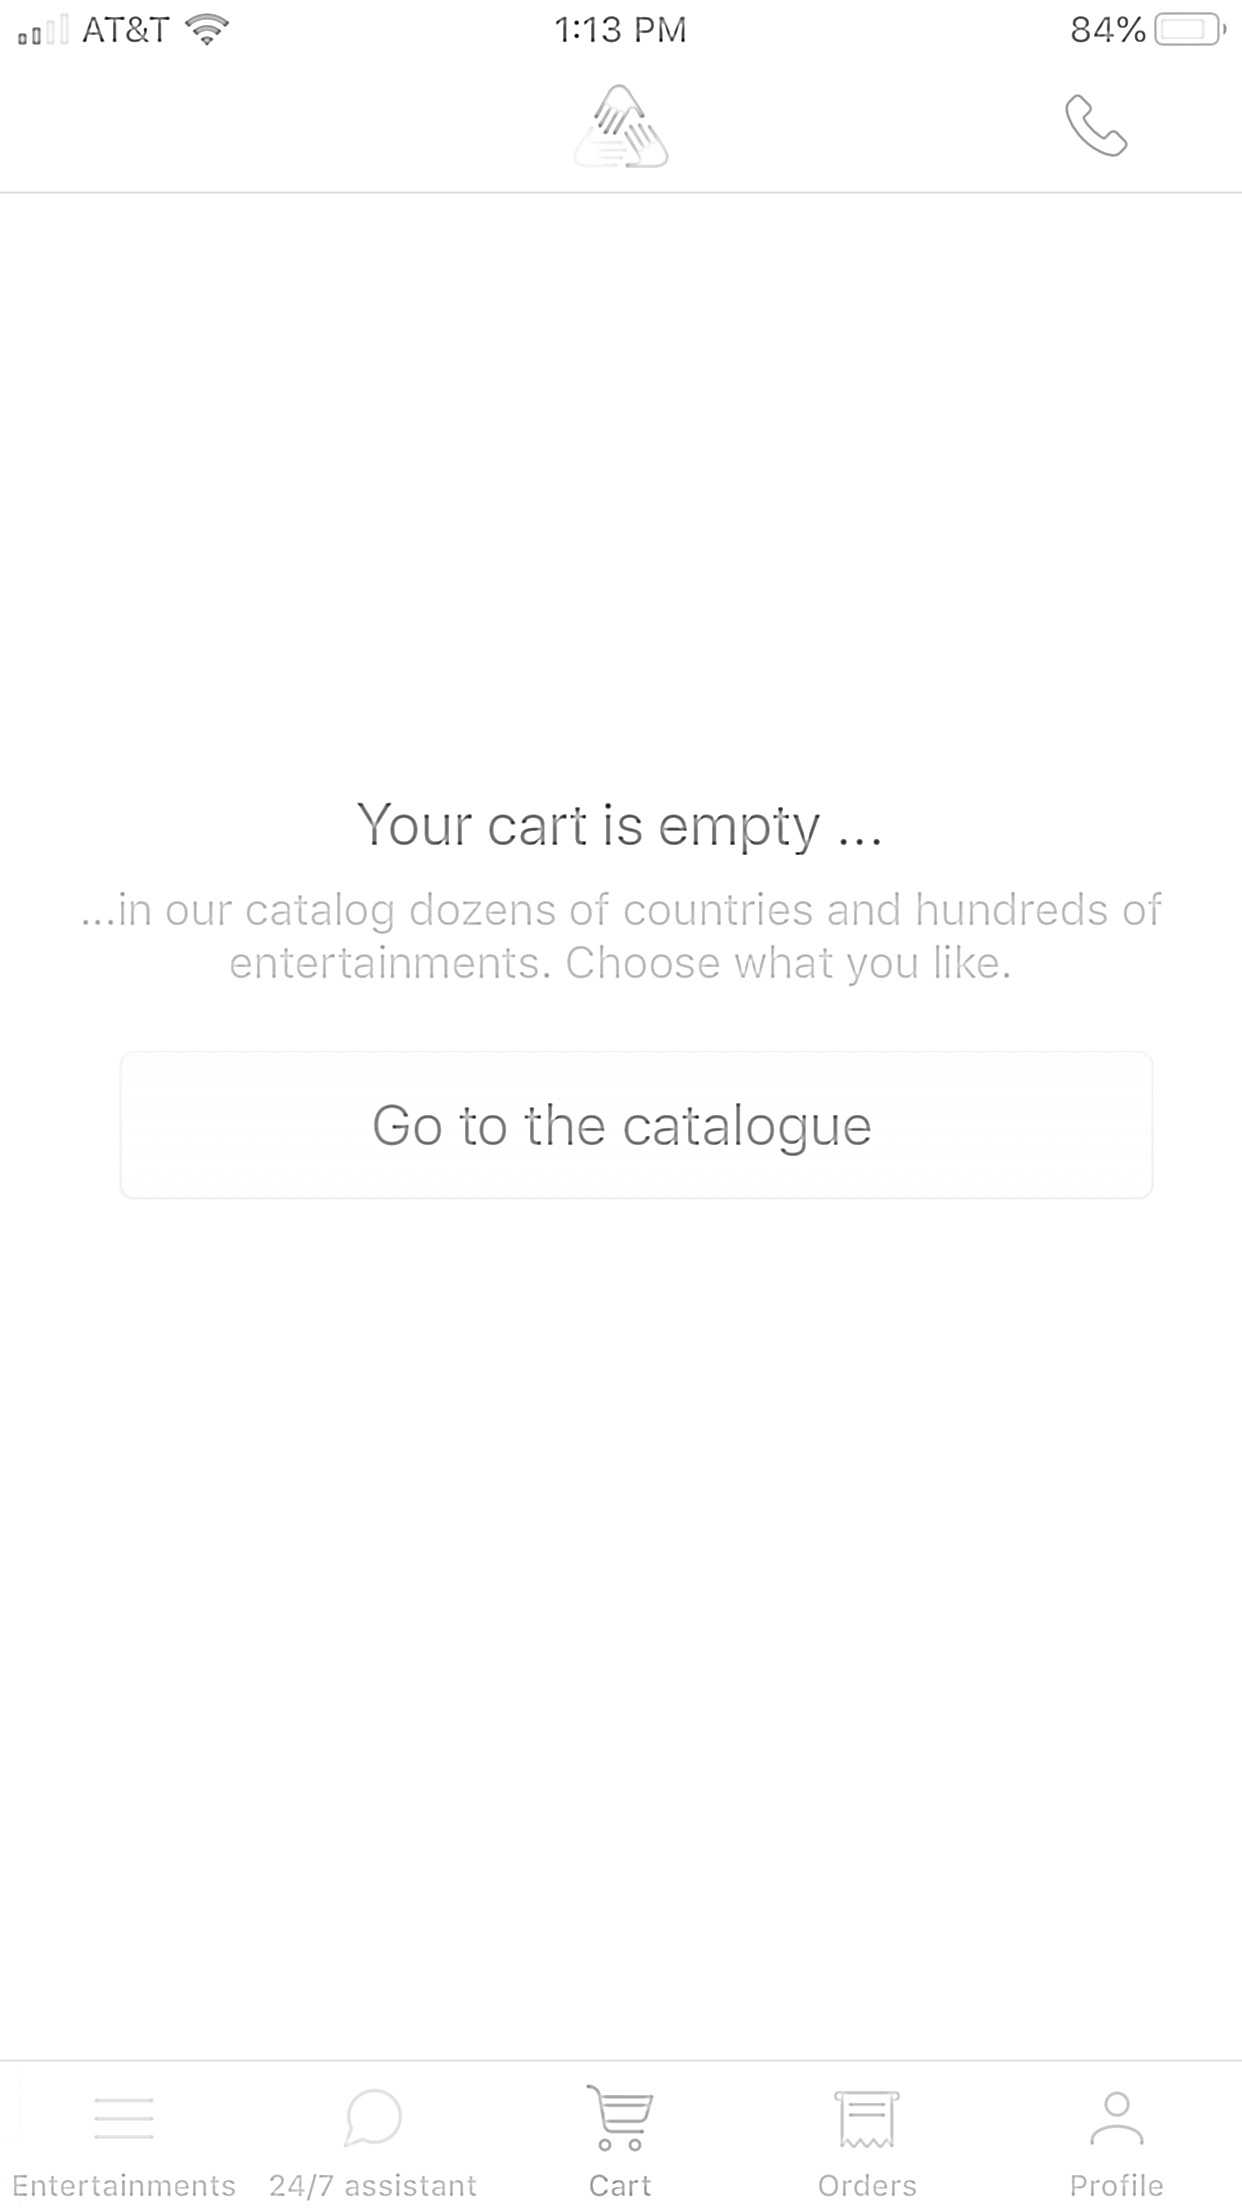 AT&T 1:13 PM 84%
Your cart is empty ...
...in our catalog dozens of countries and hundreds of
entertainments. Choose what you like.
Go to the catalogue
Entertainments 24/7 assistant Cart Orders Profile